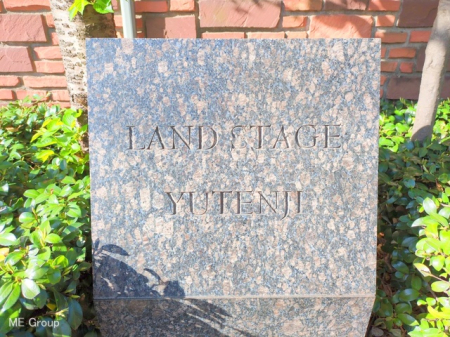 LAND STAGE
YUTENJI
ME Group